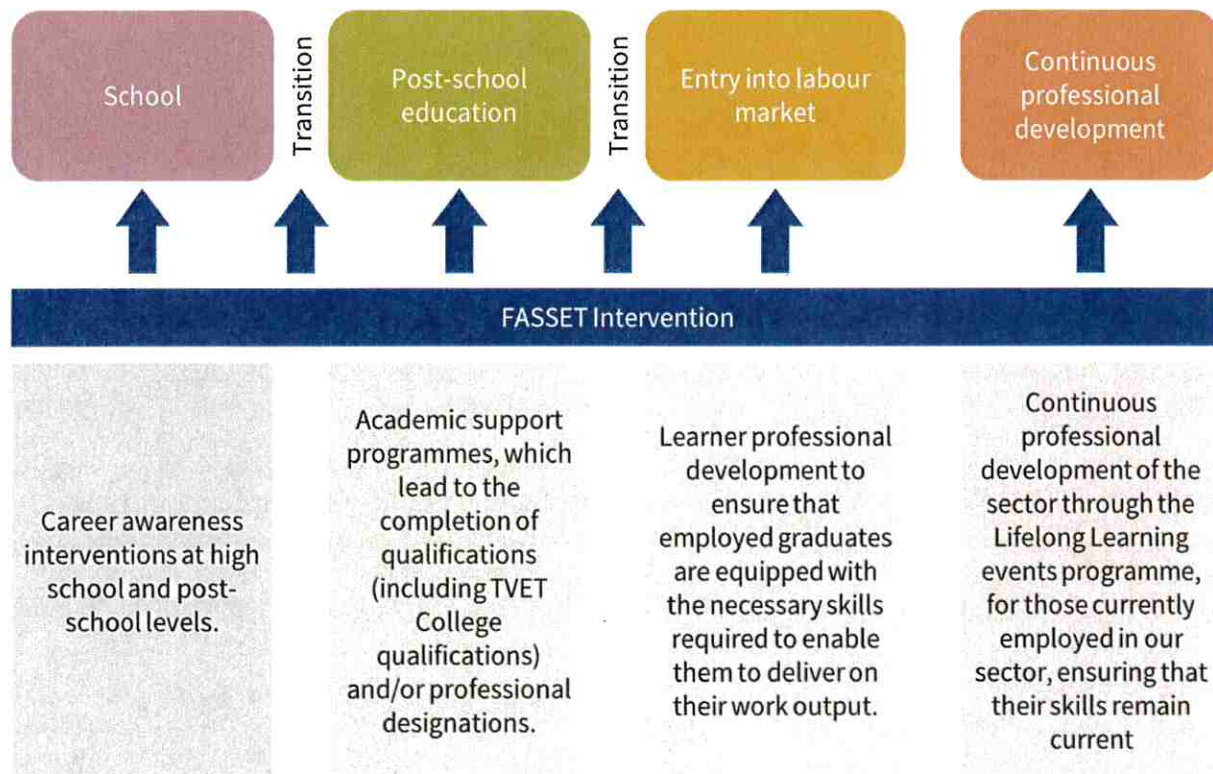 School
Transition
Post-school
education
Transition
Entry into labour
market
Continuous
professional
development
FASSET Intervention
Career awareness
interventions at high
school and post-
school levels.
Academic support
programmes, which
lead to the
completion of
qualifications
(including TVET
College
qualifications)
and/or professional
designations.
Learner professional
development to
ensure that
employed graduates
are equipped with
the necessary skills
required to enable
them to deliver on
their work output.
Continuous
professional
development of the
sector through the
Lifelong Learning
events programme,
for those currently
employed in our
sector, ensuring that
their skills remain
current